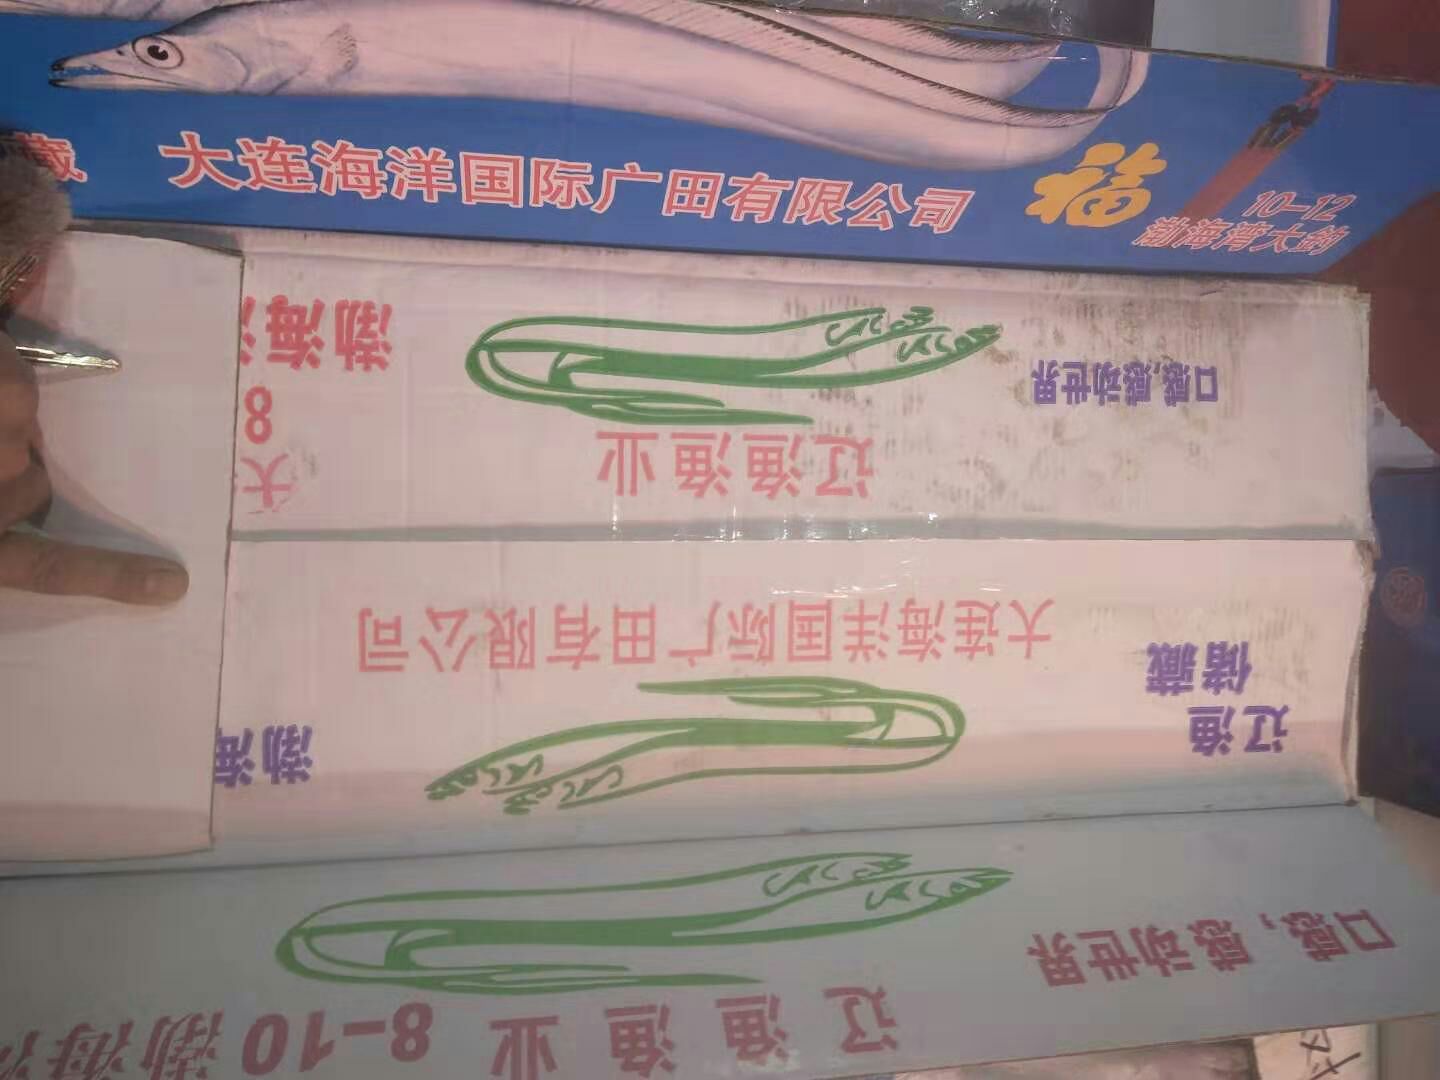 藏
大连海洋国际广田有限公司
福
10-12
渤海湾大钓
渤海
8
大
口感,感动世界
辽渔渔业
大连海洋国际广田有限公司
储藏
辽渔
渤海
口感,感动世界
辽渔渔业 8-10 渤海